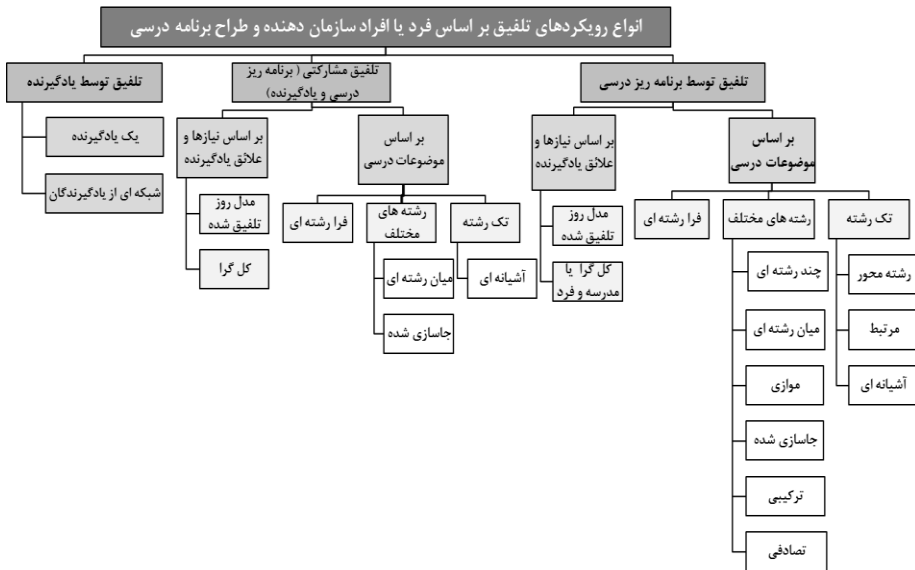 انواع رویکردهای تلفیق بر اساس فرد یا افراد سازمان دهنده و طراح برنامه درسی
تلفیق توسط برنامه ریز درسی
تلفیق مشارکتی ( برنامه ریز
درسی و یادگیرنده)
تلفیق توسط یادگیرنده
بر اساس
موضوعات درسی
بر اساس نیازها و
علائق یادگیرنده
بر اساس
موضوعات درسی
بر اساس نیازها و
علائق یادگیرنده
یک یادگیرنده
شبکه ای از یادگیرندگان
تک رشته
رشته های مختلف
فرا رشته ای
مدل روز
تلفیق شده
تک رشته
رشته های
مختلف
فرا رشته ای
مدل روز
تلفیق شده
رشته محور
مرتبط
آشیانه ای
چند رشته ای
میان رشته ای
موازی
جاسازی شده
ترکیبی
تصادفی
کل گرا یا
مدرسه و فرد
آشیانه ای
میان رشته ای
جاسازی شده
کل گرا